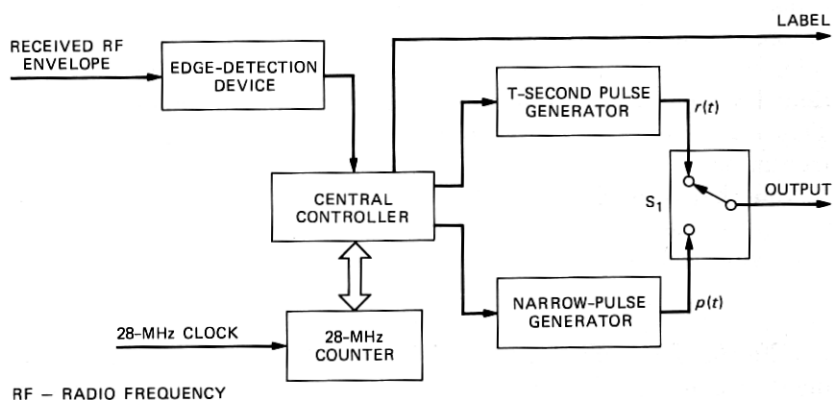 LABEL
RECEIVED RF
ENVELOPE
EDGE-DETECTION
DEVICE
T-SECOND PULSE
GENERATOR
r(t)
CENTRAL
CONTROLLER
S1
OUTPUT
NARROW-PULSE
GENERATOR
p(t)
28-MHz CLOCK
28-MHz
COUNTER
RF – RADIO FREQUENCY